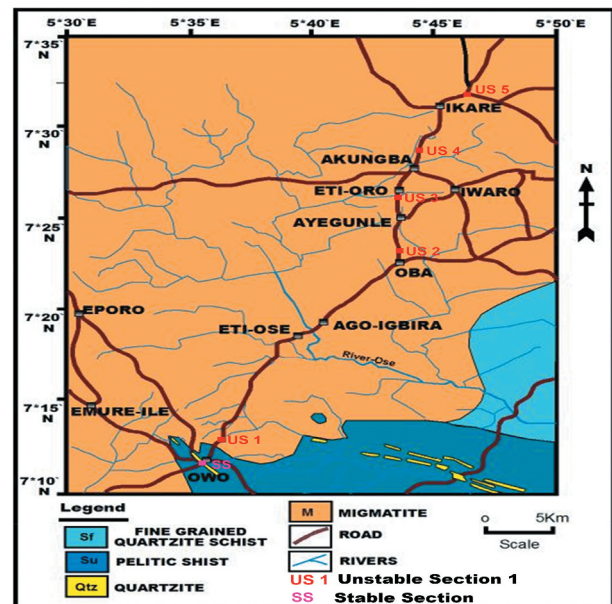 5°30' E 5°35' E 5°40' E 5°45' E 5°50' E
7°35'
N
US 5
IKARE
7°30'
N
US 4
AKUNGBA
ETI-ORO
IWARO
US 3
7°25'
N
AYEGUNLE
US 2
OBA
7°20'
N
EPORO
AGO-IGBIRA
ETI-OSE
River-Ose
7°15'
N
EMURE-ILE
US 1
SS
OWO
7°10'
N
N
Legend
Sf FINE GRAINED
QUARTZITE SCHIST
Su PELITIC SHIST
Qtz QUARTZITE
M MIGMATITE
ROAD
RIVERS
US 1 Unstable Section 1
SS Stable Section
0 5Km
Scale